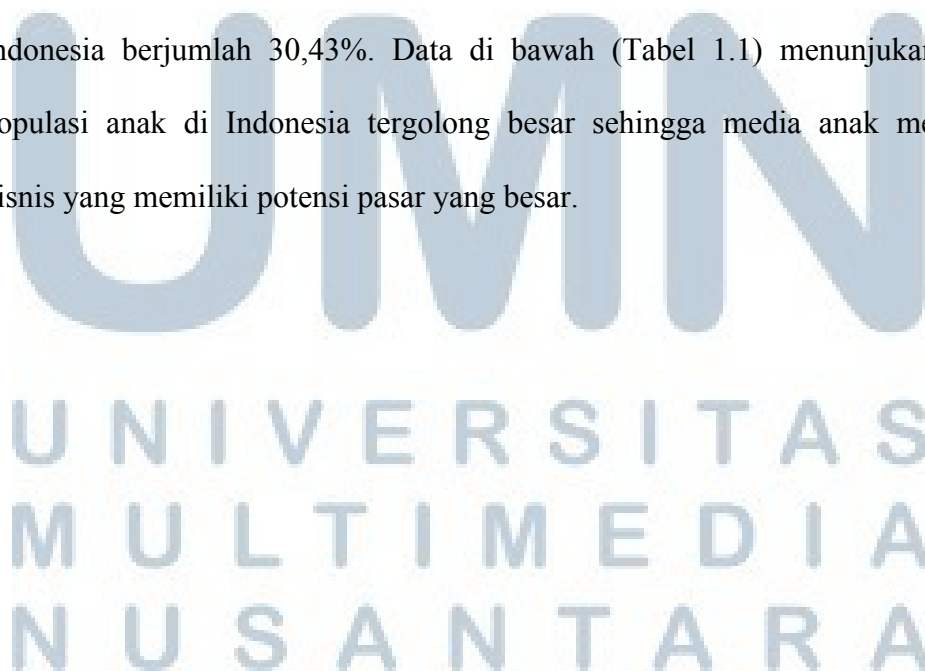 ndonesia berjumlah 30,43%. Data di bawah (Tabel 1.1) menunjukan
opulasi anak di Indonesia tergolong besar sehingga media anak me
isnis yang memiliki potensi pasar yang besar.
UMN
UNIVERSITAS
MULTIMEDIA
NUSANTARA